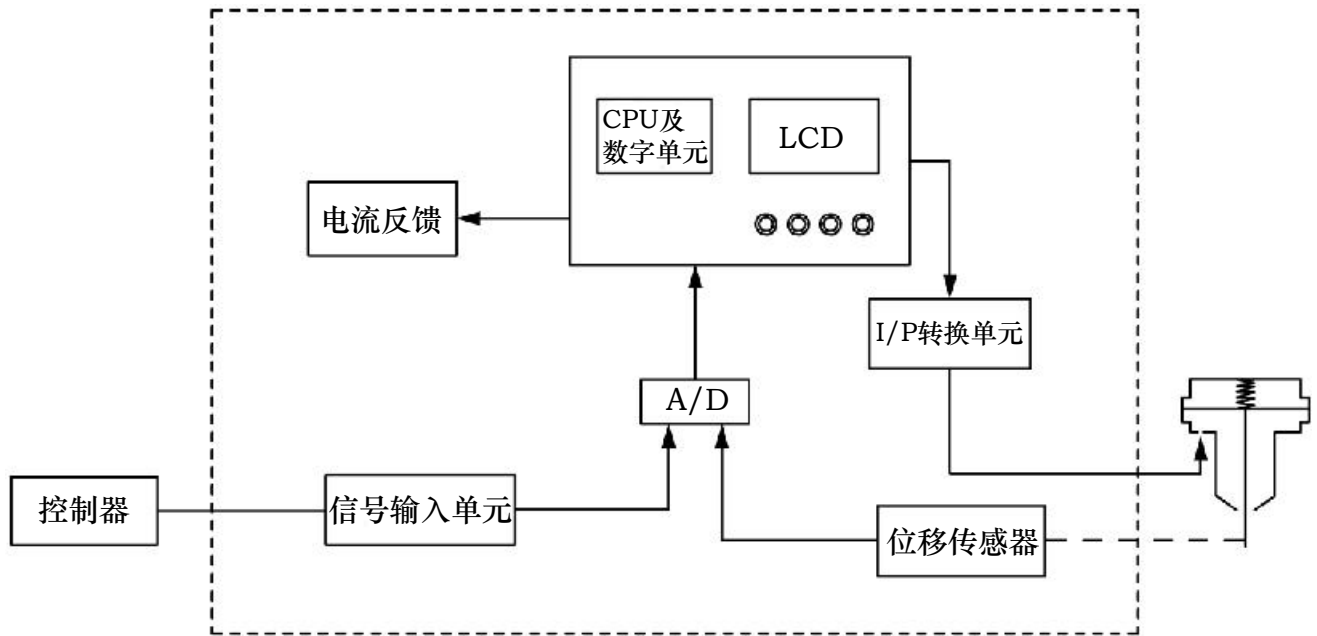 CPU及
数字单元
LCD
电流反馈
I/P转换单元
A/D
控制器
信号输入单元
位移传感器